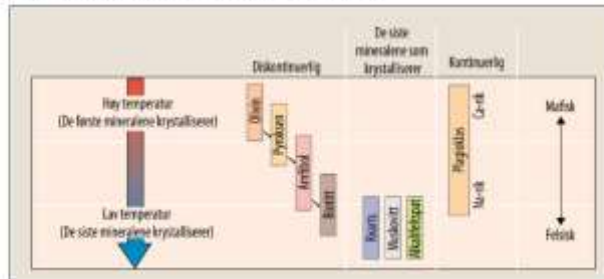 De siste
mineralene som
krystalliserer
Diskontinuerlig
Kontinuerlig
Høy temperatur
(De første mineralene krystalliserer)
Lav temperatur
(De siste mineralene krystalliserer)
Olivin
Pyroksen
Amfibol
Biotitt
Kvarts
Muskovitt
Alkalifeltspat
Plagioklas
Ca-rik
Na-rik
Mafisk
Felsisk